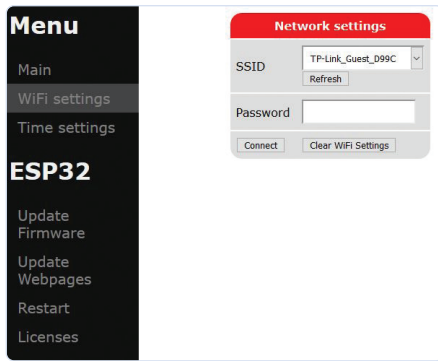 Menu
Main
WiFi settings
Time settings
ESP32
Update
Firmware
Update
Webpages
Restart
Licenses
Network settings
SSID
TP-Link_Guest_D99C
Refresh
Password
Connect
Clear WiFi Settings